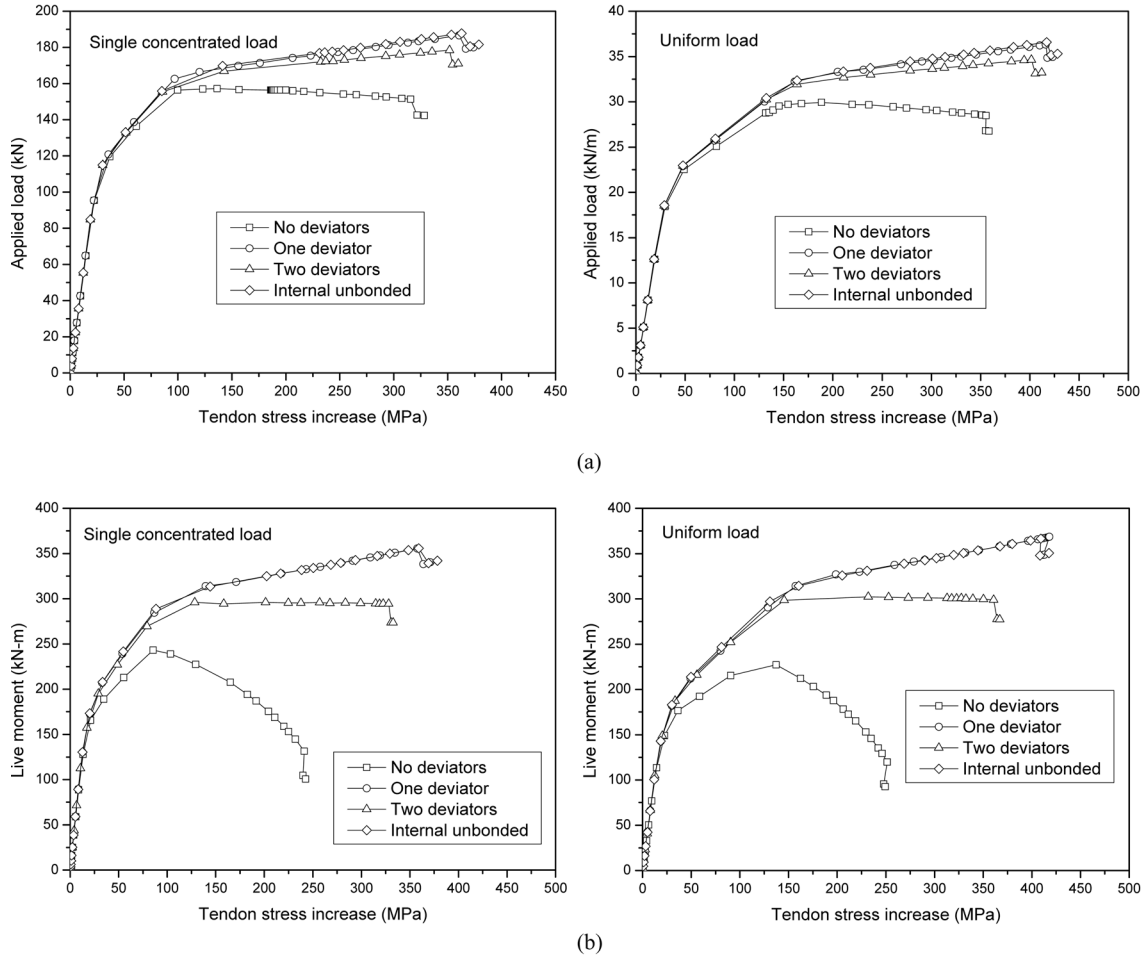 Single concentrated load
Applied load (kN)
200
180
160
140
120
100
80
60
40
20
0
0 50 100 150 200 250 300 350 400 450
Tendon stress increase (MPa)
No deviators
One deviator
Two deviators
Internal unbonded
Uniform load
Applied load (kN/m)
40
35
30
25
20
15
10
5
0
0 50 100 150 200 250 300 350 400 450 500
Tendon stress increase (MPa)
No deviators
One deviator
Two deviators
Internal unbonded
(a)
Single concentrated load
Live moment (kN-m)
400
350
300
250
200
150
100
50
0
0 50 100 150 200 250 300 350 400 450 500
Tendon stress increase (MPa)
No deviators
One deviator
Two deviators
Internal unbonded
Uniform load
Live moment (kN-m)
400
350
300
250
200
150
100
50
0
0 50 100 150 200 250 300 350 400 450 500
Tendon stress increase (MPa)
No deviators
One deviator
Two deviators
Internal unbonded
(b)